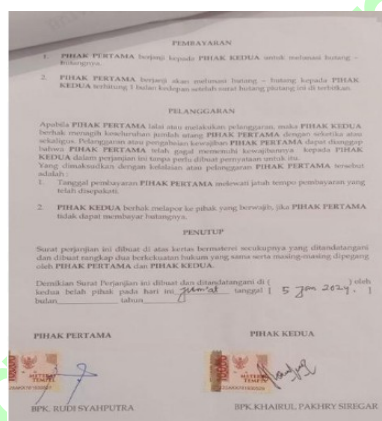 PEMBAYARAN
1. PIHAK PERTAMA berjanji kepada PIHAK KEDUA untuk melunasi hutang –
hutangnya.
2. PIHAK PERTAMA berjanji akan melunasi hutang – hutang kepada PIHAK
KEDUA terhitung 1 bulan kedepan setelah surat hutang piutang ini di terbitkan.
PELANGGARAN
Apabila PIHAK PERTAMA lalai atau melakukan pelanggaran, maka PIHAK KEDUA
berhak menagih keseluruhan jumlah utang PIHAK PERTAMA dengan seketika atau
sekaligus. Pelanggaran atau pengabaian kewajiban PIHAK PERTAMA dapat dianggap
bahwa PIHAK PERTAMA telah gagal memenuhi kewajibannya kepada PIHAK
KEDUA dalam perjanjian ini tanpa perlu dibuat pernyataan untuk itu.
Yang dimaksudkan dengan kelalaian atau pelanggaran PIHAK PERTAMA tersebut
adalah :
1. Tanggal pembayaran PIHAK PERTAMA melewati jatuh tempo pembayaran yang
telah disepakati.
2. PIHAK KEDUA berhak melapor ke pihak yang berwajib, jika PIHAK PERTAMA
tidak dapat membayar hutangnya.
PENUTUP
Surat perjanjian ini dibuat di atas kertas bermaterei secukupnya yang ditandatangani
dan dibuat rangkap dua berkekuatan hukum yang sama serta masing-masing dipegang
oleh PIHAK PERTAMA dan PIHAK KEDUA.
Demikian Surat Perjanjian ini dibuat dan ditandatangani di ( ) oleh
kedua belah pihak pada hari ini tanggal ( 5 Jan 2024. )
bulan tahun
PIHAK PERTAMA PIHAK KEDUA
METERAI TEMPEL
BPK. RUDI SYAHPUTRA BPK.KHAIRUL PAKHRY SIREGAR